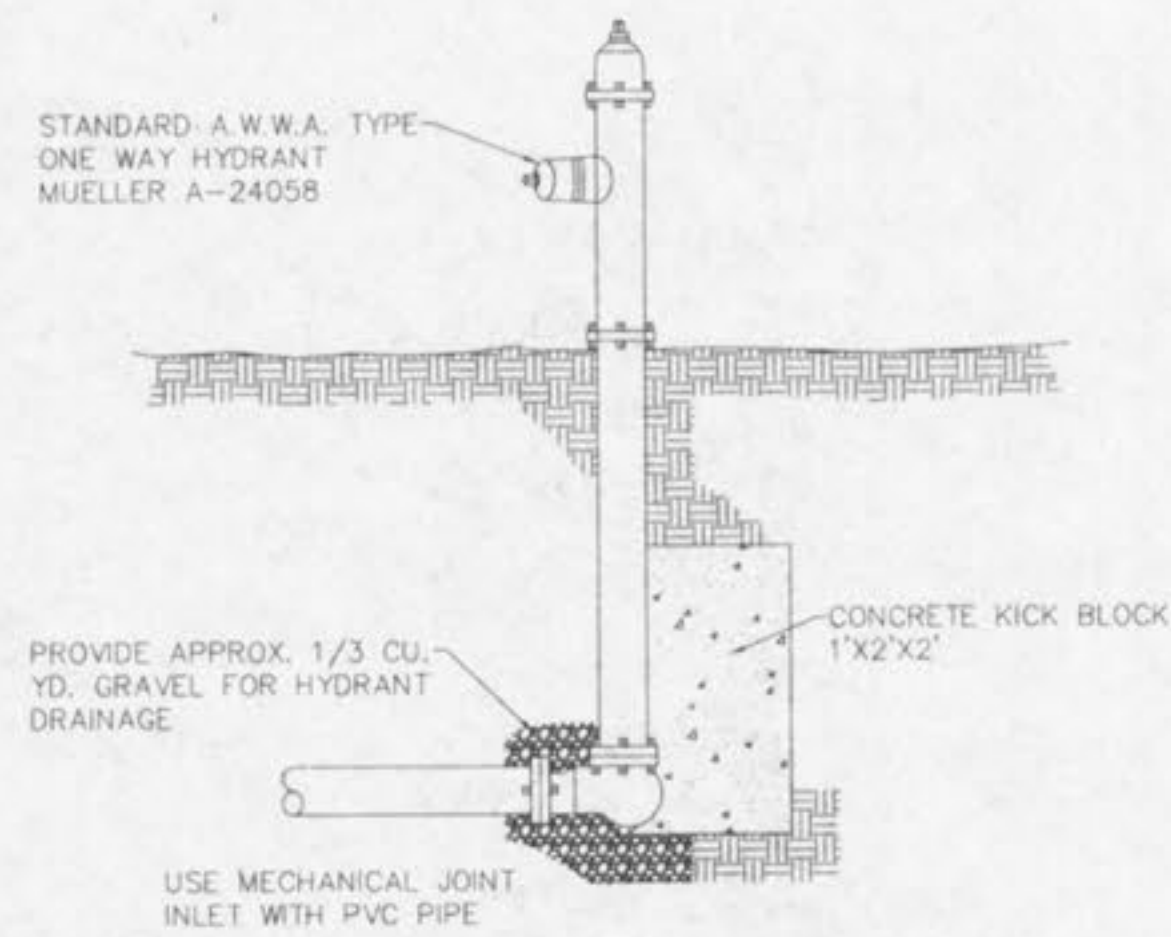 STANDARD A.W.W.A. TYPE
ONE WAY HYDRANT
MUELLER A-24058
PROVIDE APPROX. 1/3 CU.
YD. GRAVEL FOR HYDRANT
DRAINAGE
CONCRETE KICK BLOCK
1'X2'X2'
USE MECHANICAL JOINT
INLET WITH PVC PIPE